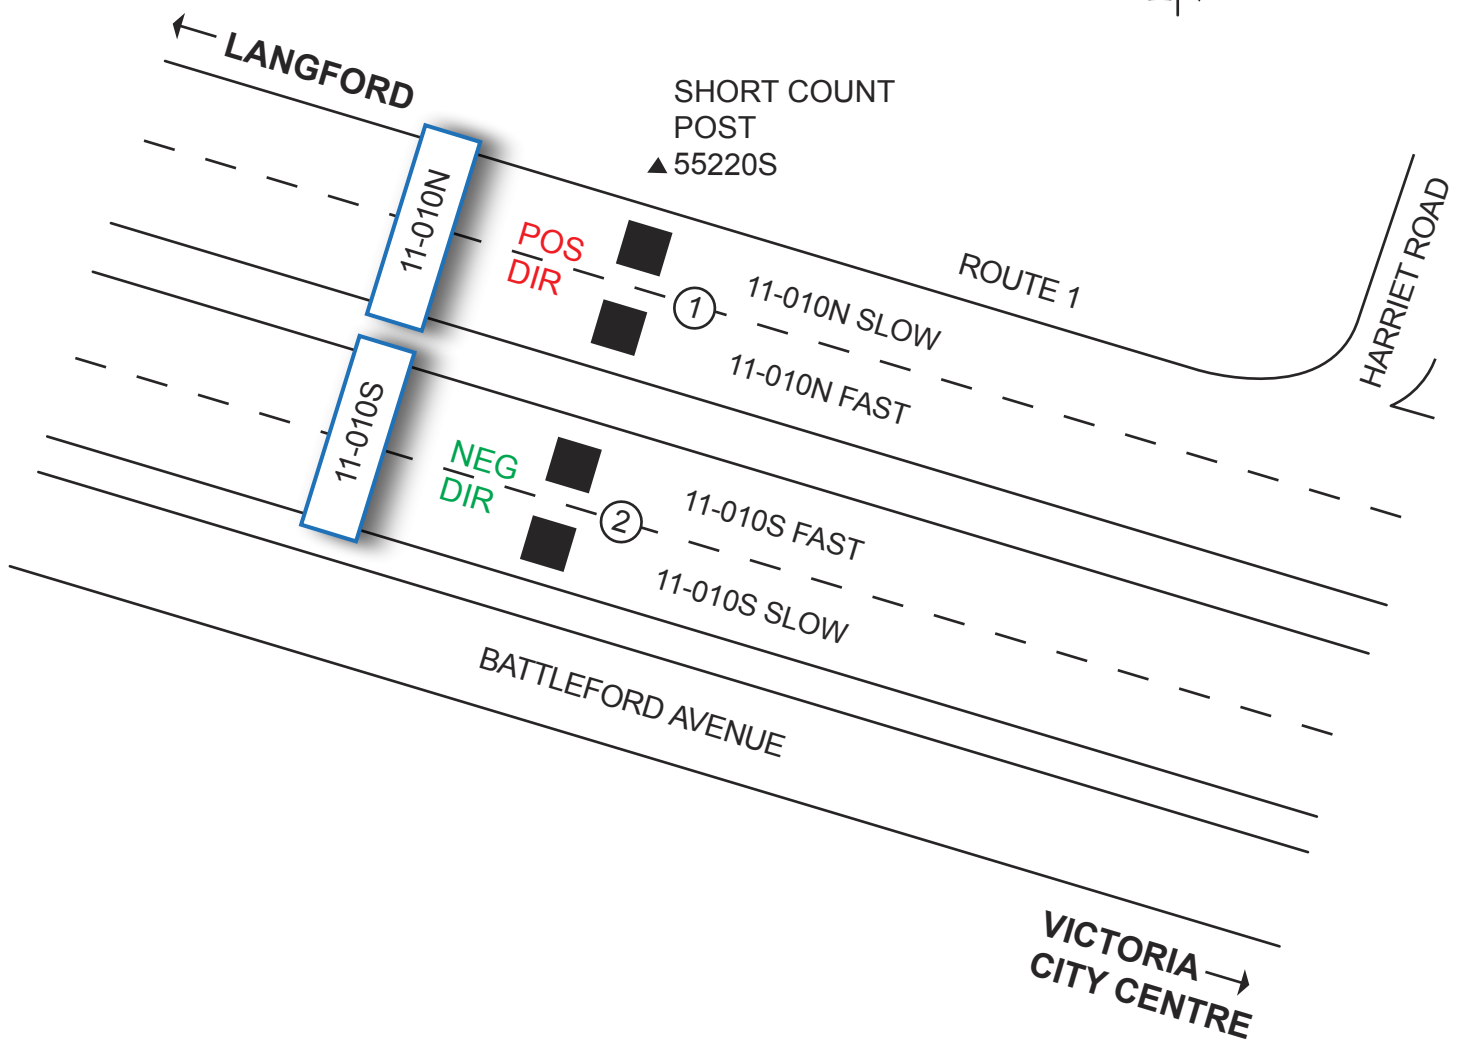 LANGFORD
SHORT COUNT
POST
55220S
11-010N
POS
DIR
1
11-010N SLOW
11-010N FAST
ROUTE 1
HARRIET ROAD
11-010S
NEG
DIR
2
11-010S FAST
11-010S SLOW
BATTLEFORD AVENUE
VICTORIA
CITY CENTRE